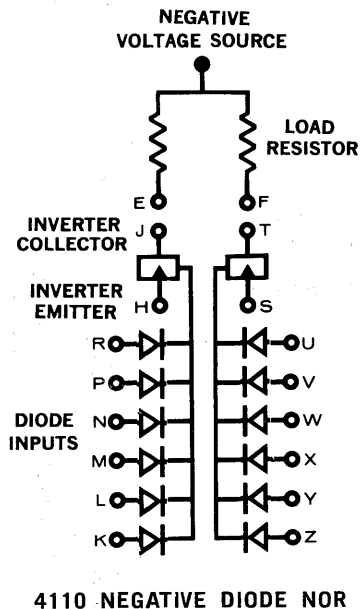 NEGATIVE
VOLTAGE SOURCE
LOAD
RESISTOR
E F
INVERTER
COLLECTOR
J T
INVERTER
EMITTER
H S
R U
P V
DIODE
INPUTS
N W
M X
L Y
K Z
4110 NEGATIVE DIODE NOR